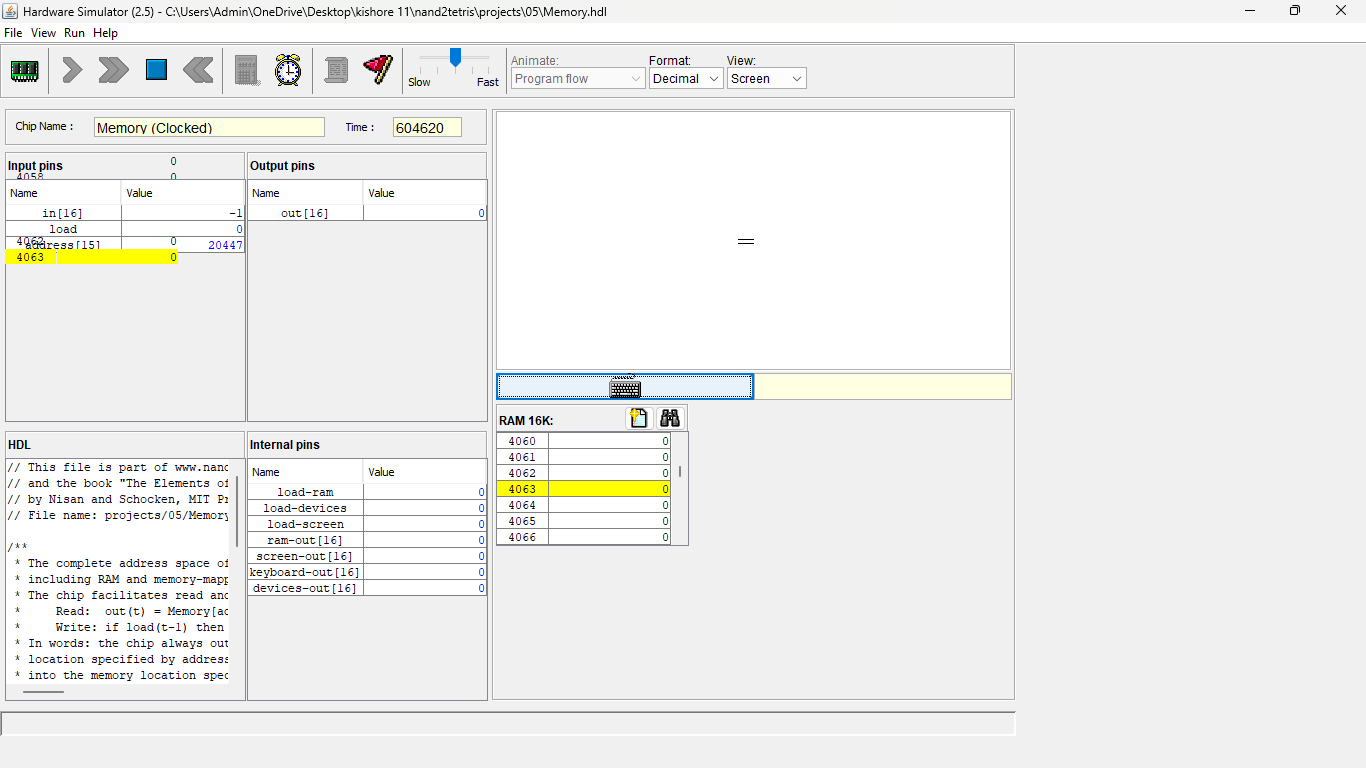 Hardware Simulator (2.5) - C:\Users\Admin\OneDrive\Desktop\kishore 11\nand2tetris\projects\05\Memory.hdl
File View Run Help
Slow Fast
Animate: Format: View:
Program flow Decimal Screen
Chip Name : Memory (Clocked) Time : 604620
Input pins 0
4058 0
Name Value
in[16] -1
load 0
4062 0
address[15] 20447
4063 0
Output pins
Name Value
out[16] 0
HDL
// This file is part of www.nand
// and the book "The Elements of
// by Nisan and Schocken, MIT Pr
// File name: projects/05/Memory
/**
* The complete address space of
* including RAM and memory-mapp
* The chip facilitates read and
* Read: out(t) = Memory[ad
* Write: if load(t-1) then
* In words: the chip always out
* location specified by address
* into the memory location spec
Internal pins
Name Value
load-ram 0
load-devices 0
load-screen 0
ram-out[16] 0
screen-out[16] 0
keyboard-out[16] 0
devices-out[16] 0
RAM 16K:
4060 0
4061 0
4062 0
4063 0
4064 0
4065 0
4066 0